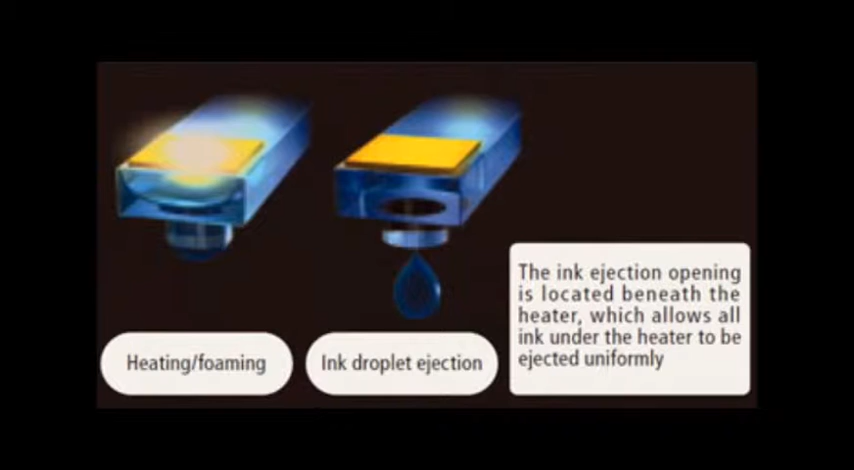 Heating/foaming
Ink droplet ejection
The ink ejection opening
is located beneath the
heater, which allows all
ink under the heater to be
ejected uniformly